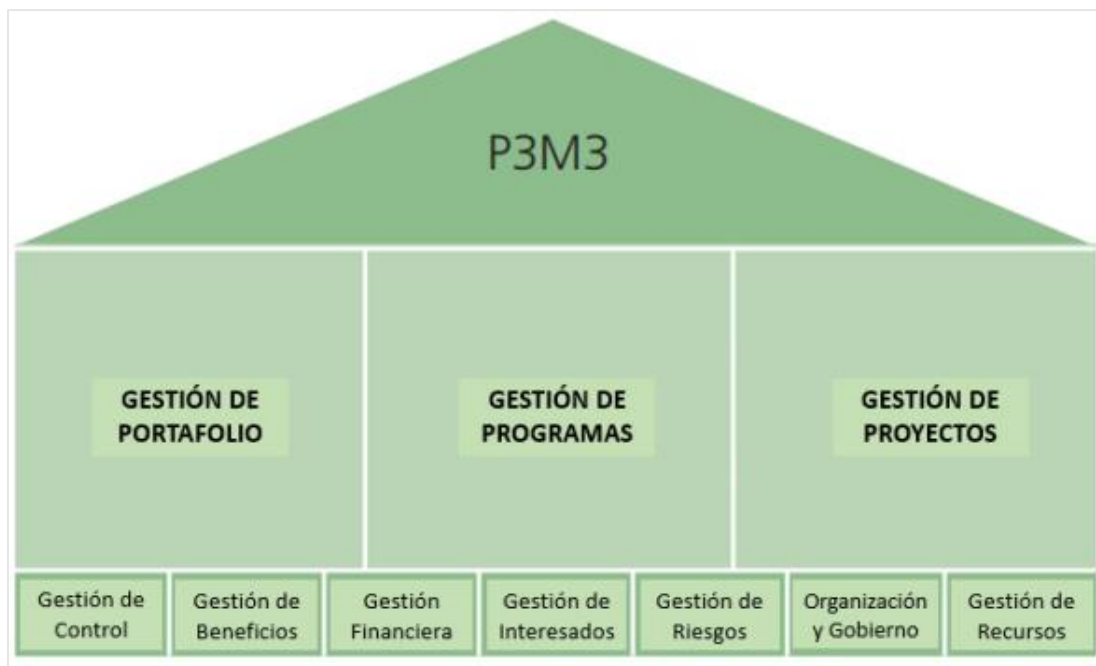 P3M3
GESTIÓN DE
PORTAFOLIO
GESTIÓN DE
PROGRAMAS
GESTIÓN DE
PROYECTOS
Gestión de
Control
Gestión de
Beneficios
Gestión
Financiera
Gestión de
Interesados
Gestión de
Riesgos
Organización
y Gobierno
Gestión de
Recursos